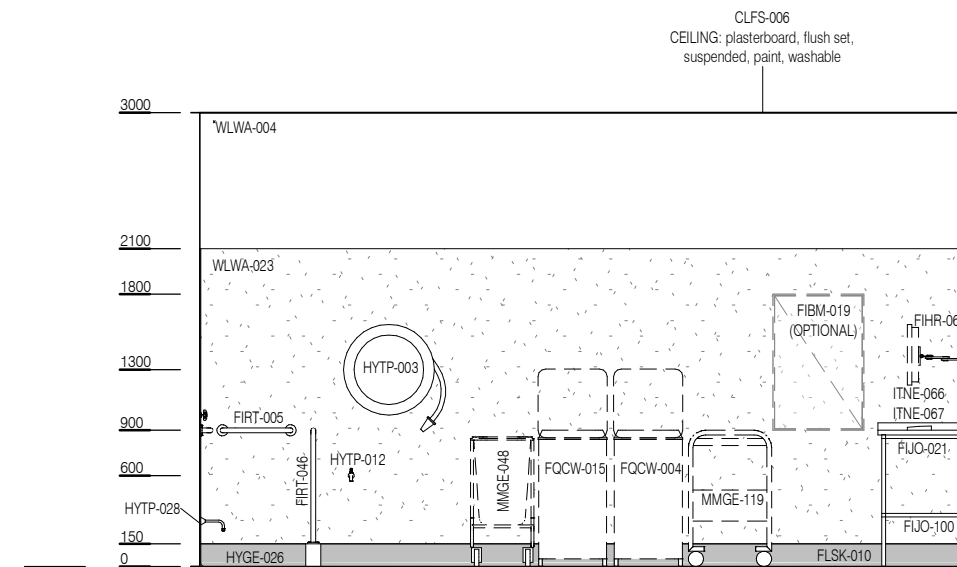 CLFS-006
CEILING: plasterboard, flush set,
suspended, paint, washable
3000
WLWA-004
2100
WLWA-023
1800
FIBM-019
(OPTIONAL)
FIHR-06
HYTP-003
1300
ITNE-066
ITNE-067
900
FIRT-005
FIJO-021
HYTP-012
600
FIRT-046
MMGE-048
FQCW-015
FQCW-004
MMGE-119
HYTP-028
FIJO-100
150
0
HYGE-026
FLSK-010